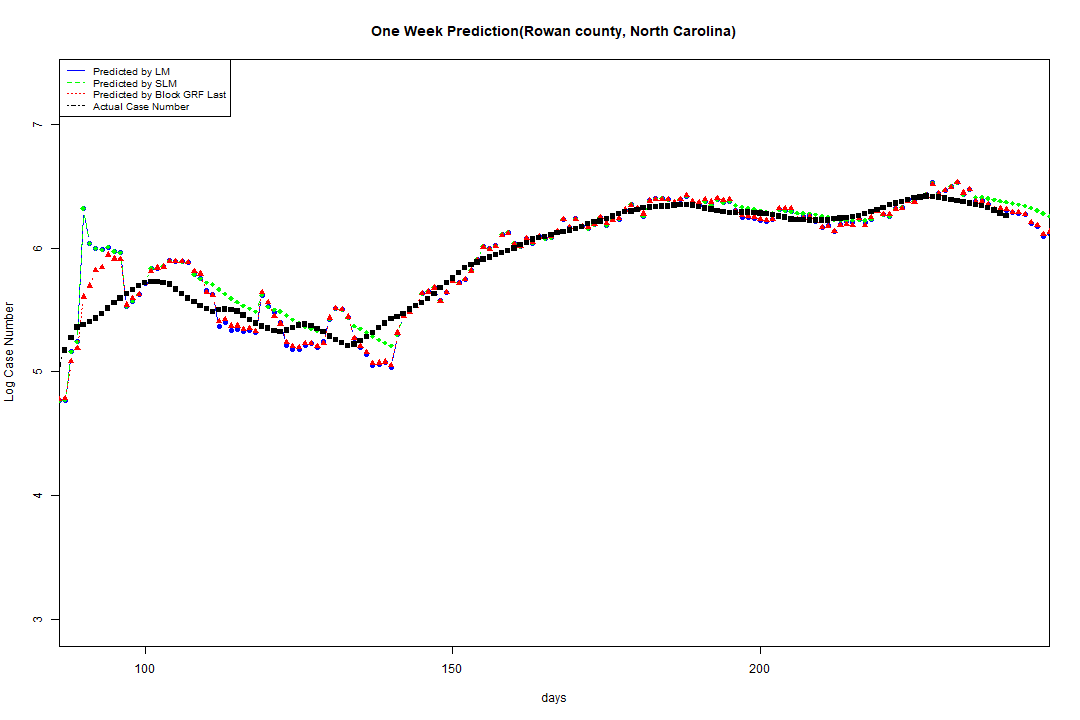 One Week Prediction(Rowan county, North Carolina)
Predicted by LM
Predicted by SLM
Predicted by Block GRF Last
Actual Case Number
7
6
5
4
3
Log Case Number
100 150 200
days